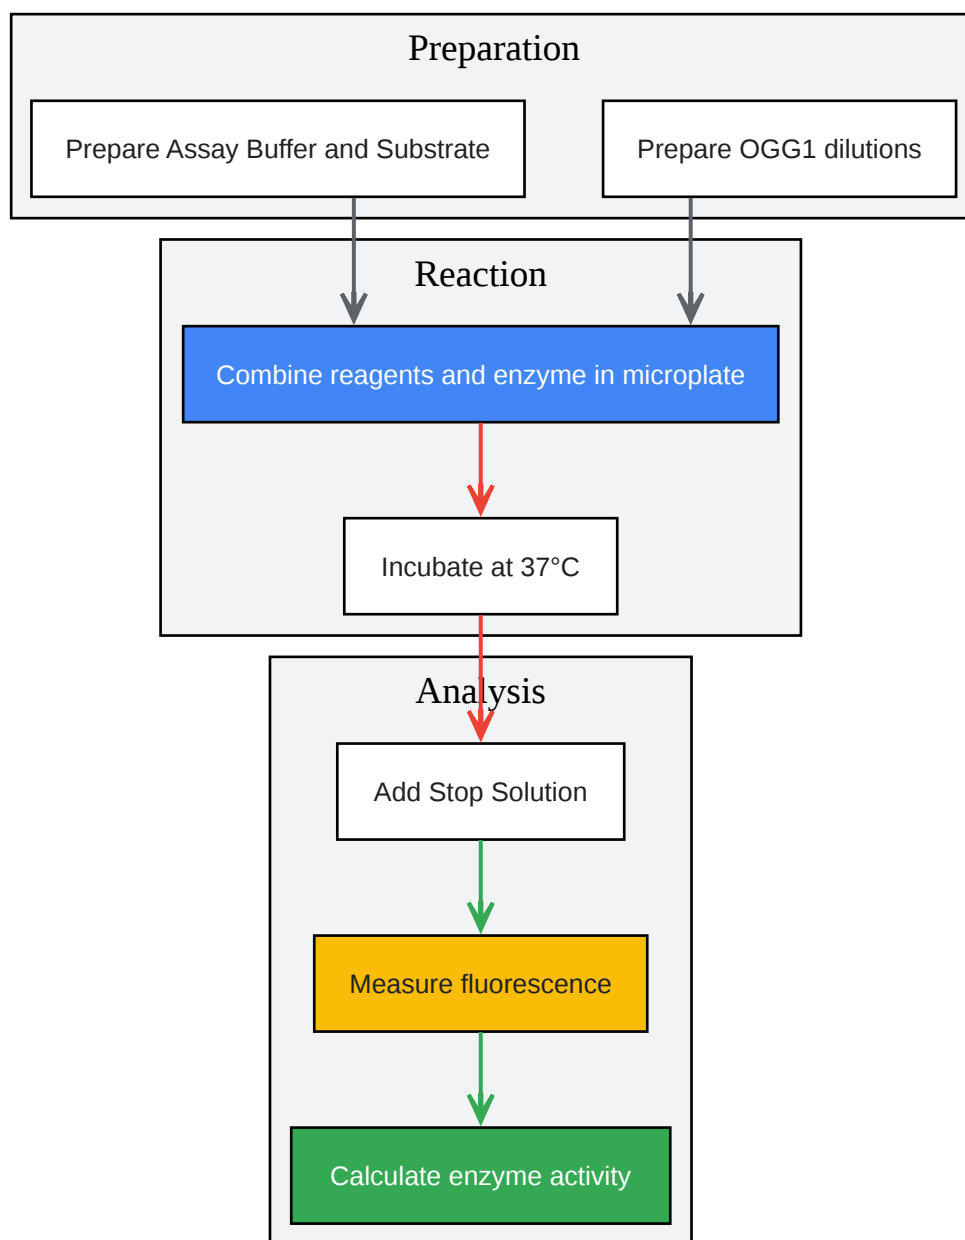 Preparation
Prepare Assay Buffer and Substrate
Prepare OGG1 dilutions
Reaction
Combine reagents and enzyme in microplate
Incubate at 37°C
Analysis
Add Stop Solution
Measure fluorescence
Calculate enzyme activity